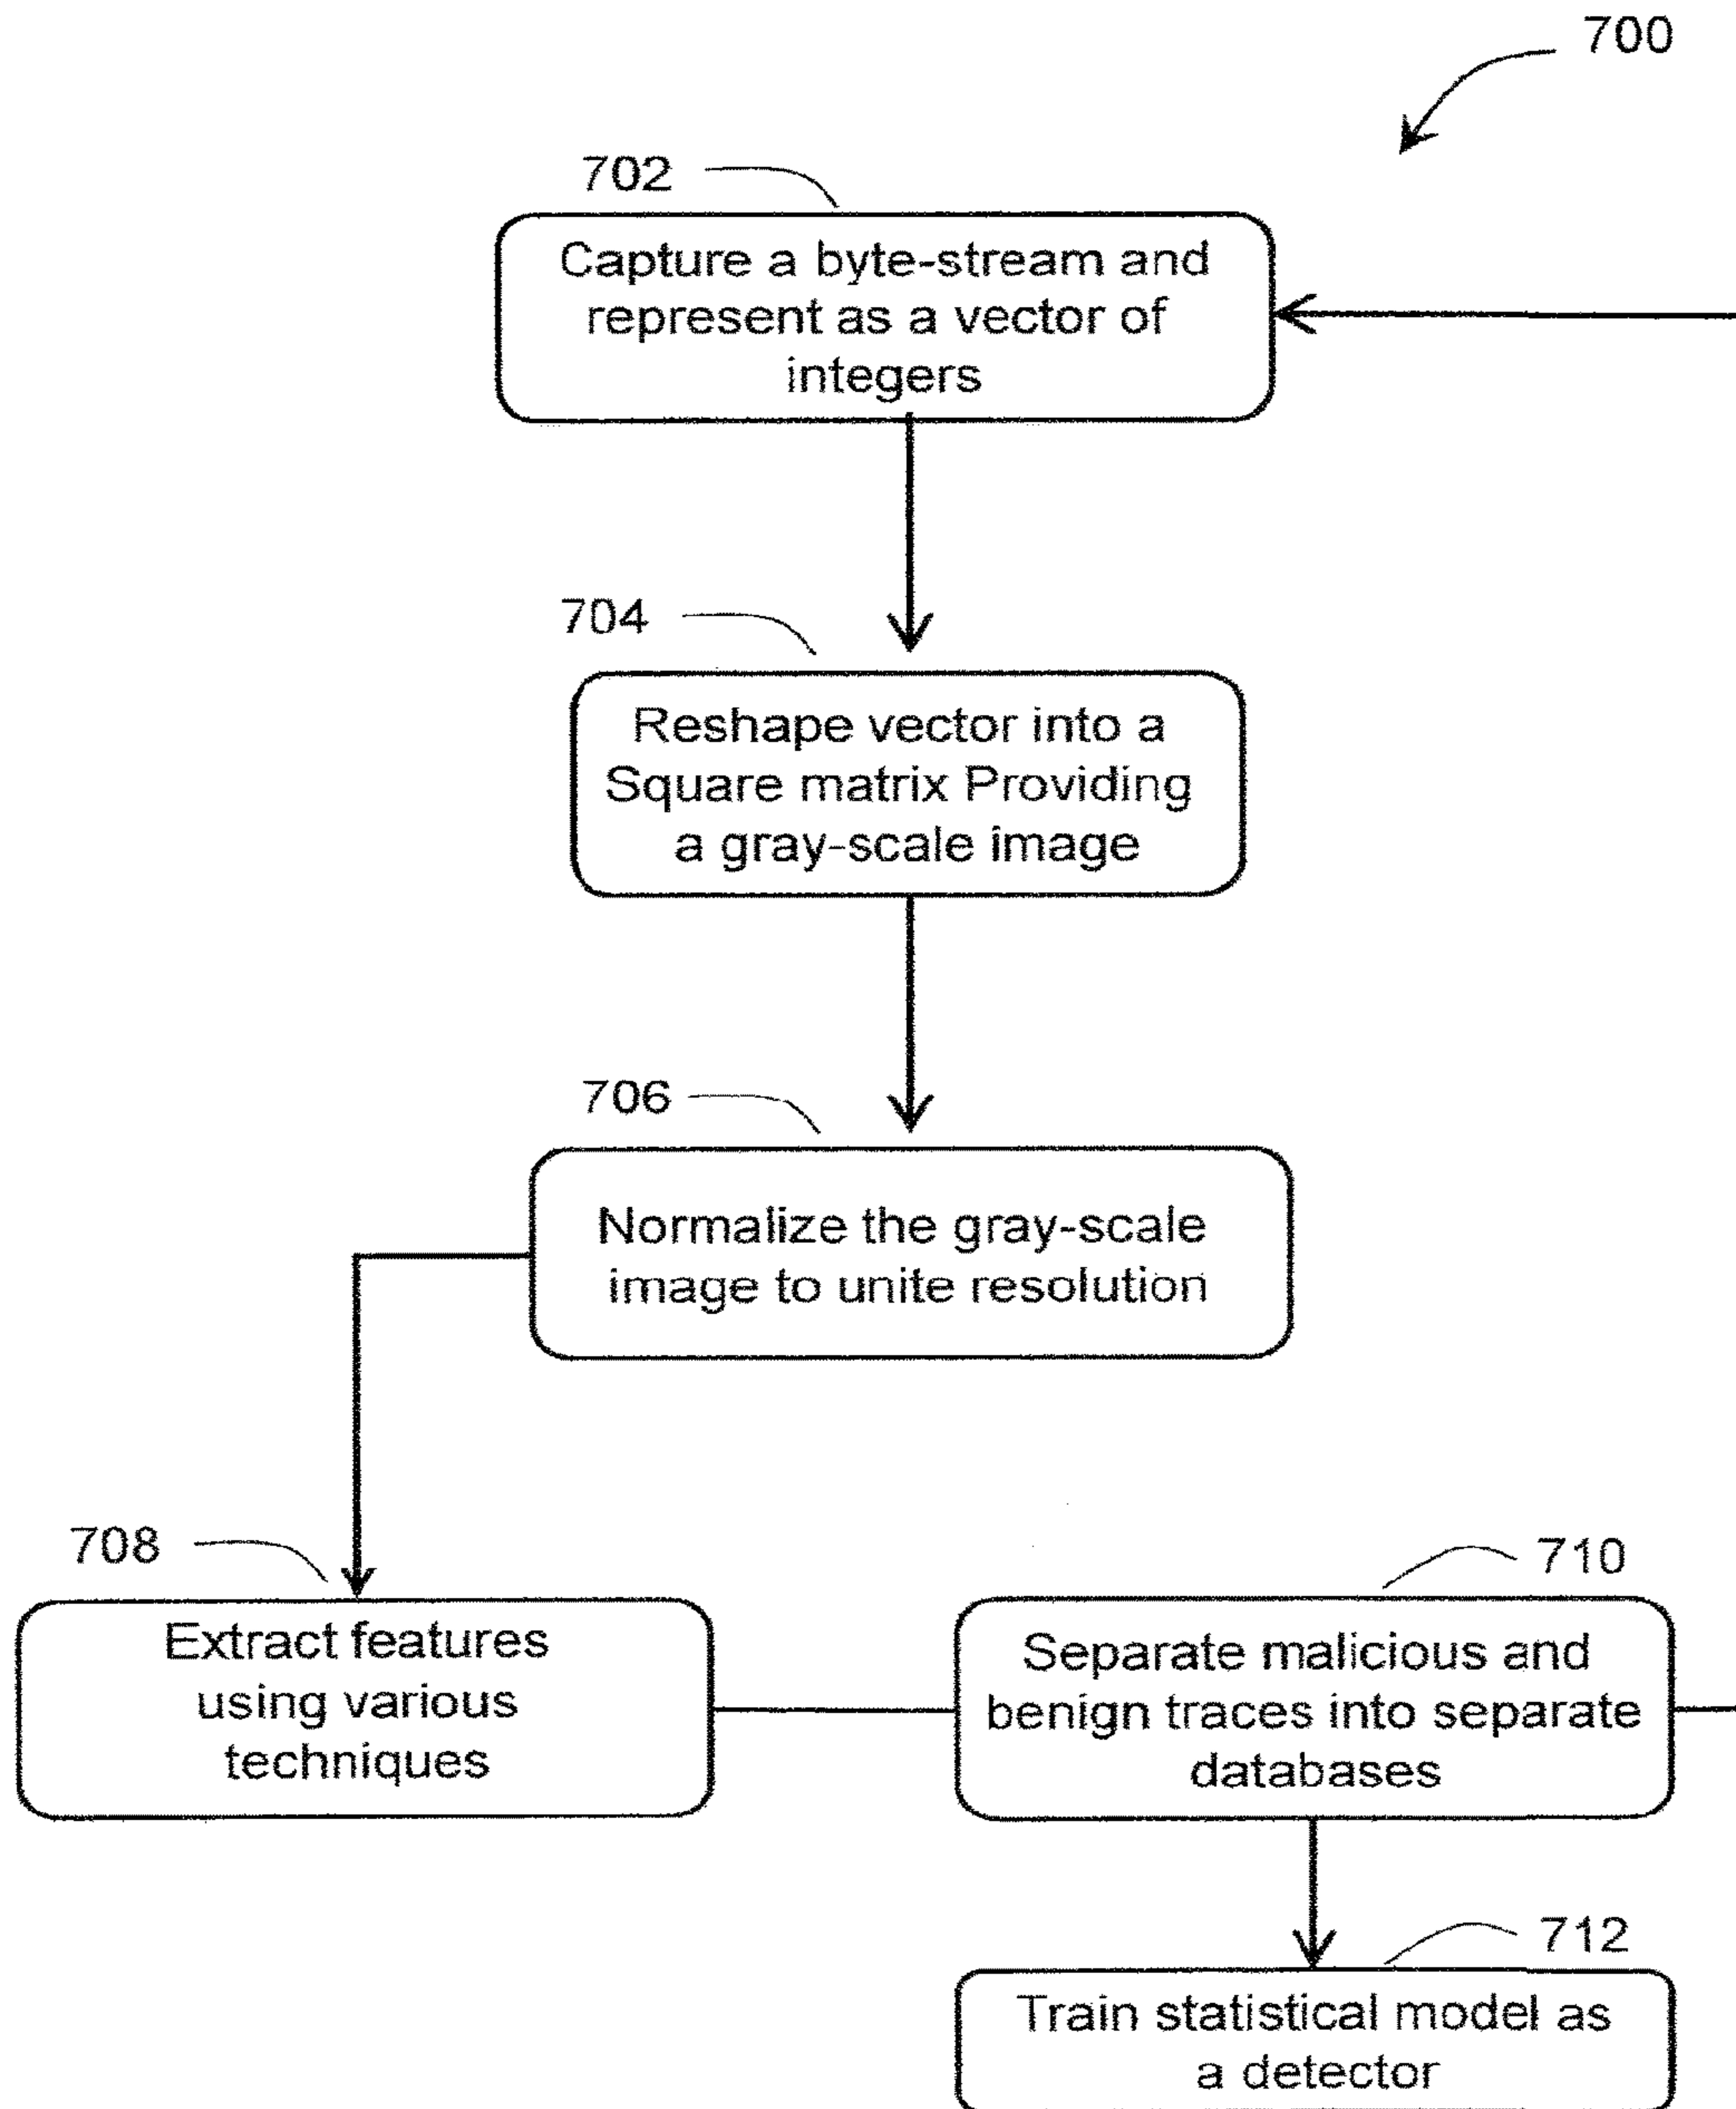 700
702
Capture a byte-stream and
represent as a vector of
integers
704
Reshape vector into a
Square matrix Providing
a gray-scale image
706
Normalize the gray-scale
image to unite resolution
708
Extract features
using various
techniques
710
Separate malicious and
benign traces into separate
databases
712
Train statistical model as
a detector